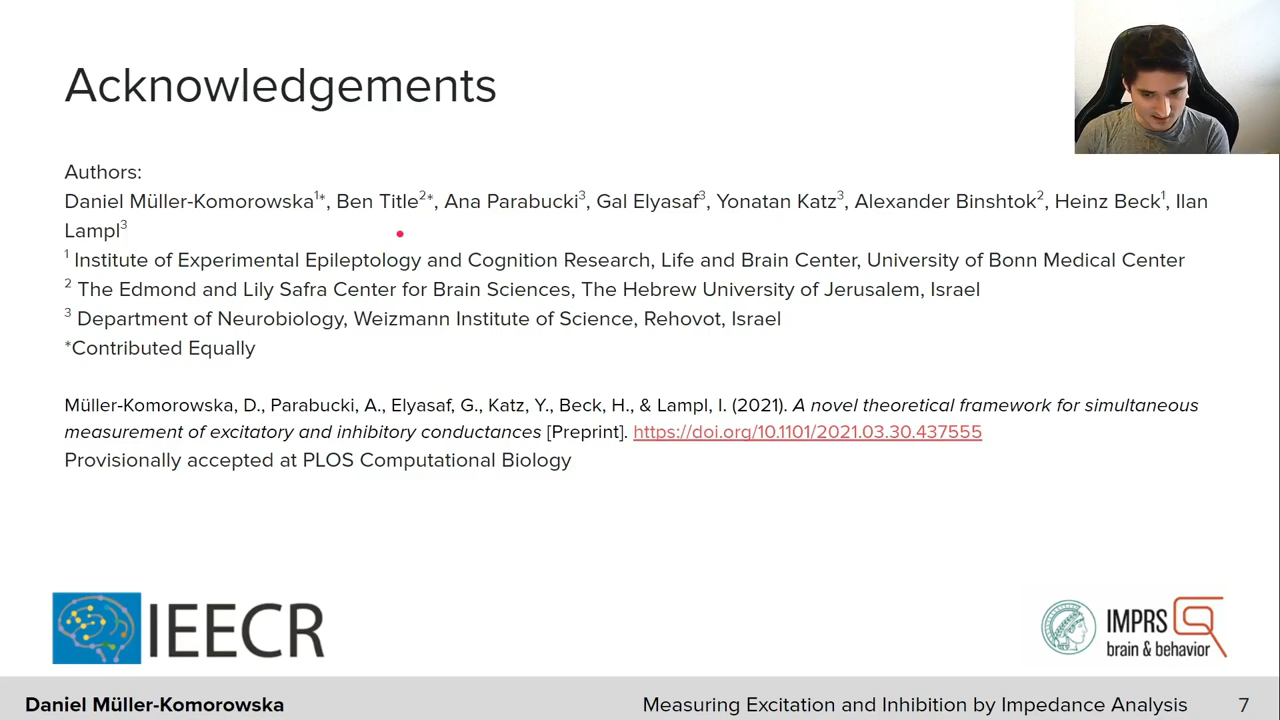 Acknowledgements
Authors:
Daniel Müller-Komorowska¹*, Ben Title²*, Ana Parabucki³, Gal Elyasaf³, Yonatan Katz³, Alexander Binshtok², Heinz Beck¹, Ilan
Lampl³
¹ Institute of Experimental Epileptology and Cognition Research, Life and Brain Center, University of Bonn Medical Center
² The Edmond and Lily Safra Center for Brain Sciences, The Hebrew University of Jerusalem, Israel
³ Department of Neurobiology, Weizmann Institute of Science, Rehovot, Israel
*Contributed Equally
Müller-Komorowska, D., Parabucki, A., Elyasaf, G., Katz, Y., Beck, H., & Lampl, I. (2021). A novel theoretical framework for simultaneous
measurement of excitatory and inhibitory conductances [Preprint]. https://doi.org/10.1101/2021.03.30.437555
Provisionally accepted at PLOS Computational Biology
IEECR
IMPRS
brain & behavior
Daniel Müller-Komorowska
Measuring Excitation and Inhibition by Impedance Analysis
7